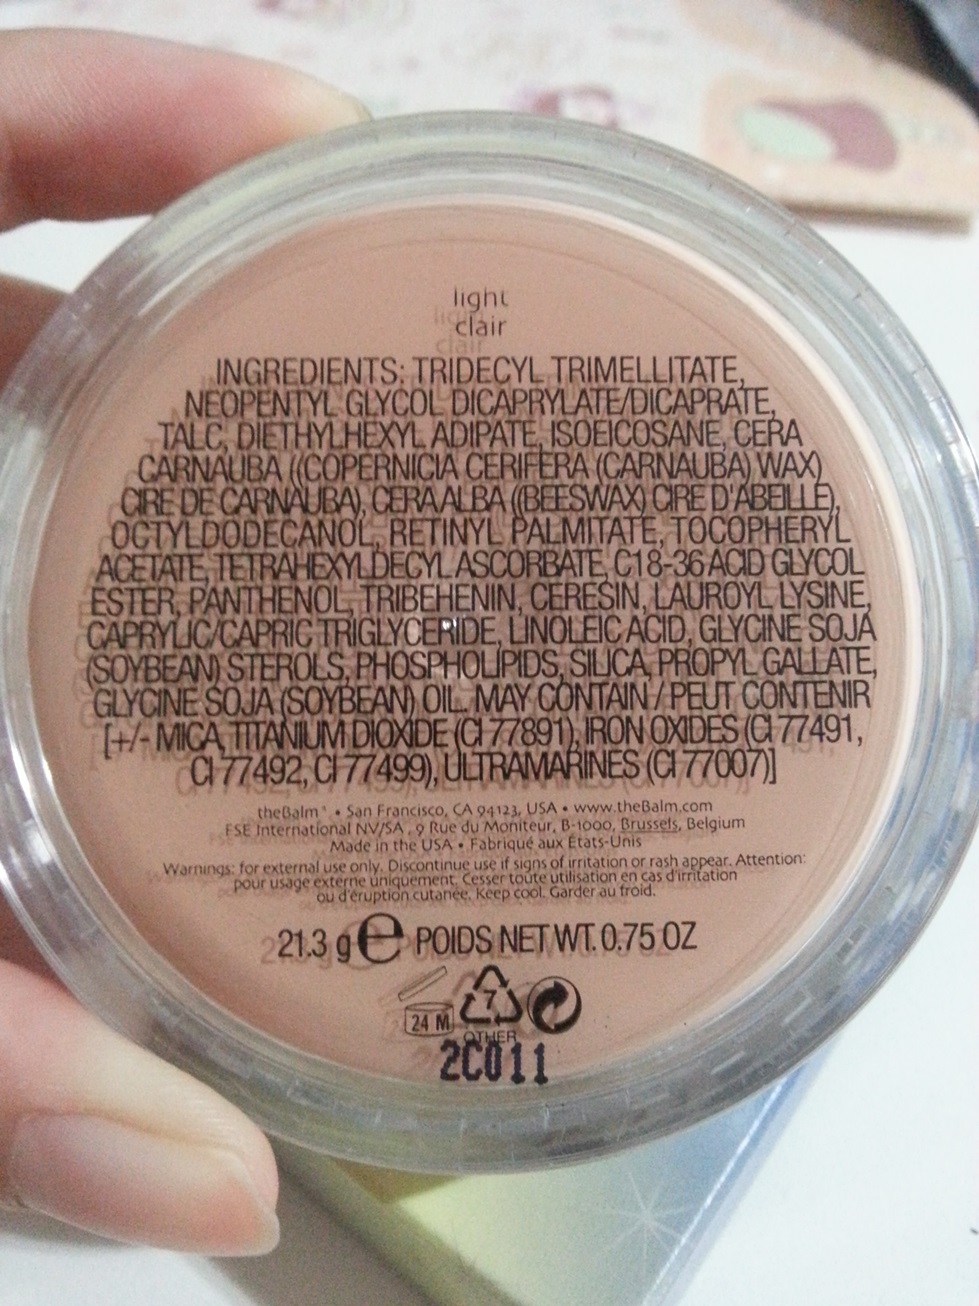 light
clair
INGREDIENTS: TRIDECYL TRIMELLITATE,
NEOPENTYL GLYCOL DICAPRYLATE/DICAPRATE,
TALC, DIETHYLHEXYL ADIPATE, ISOEICOSANE, CERA
CARNAUBA ((COPERNICIA CERIFERA (CARNAUBA) WAX)
CIRE DE CARNAUBA), CERA ALBA ((BEESWAX) CIRE D'ABEILLE),
OCTYLDODECANOL, RETINYL PALMITATE, TOCOPHERYL
ACETATE, TETRAHEXYLDECYL ASCORBATE, C18-36 ACID GLYCOL
ESTER, PANTHENOL, TRIBEHENIN, CERESIN, LAUROYL LYSINE,
CAPRYLIC/CAPRIC TRIGLYCERIDE, LINOLEIC ACID, GLYCINE SOJA
(SOYBEAN) STEROLS, PHOSPHOLIPIDS, SILICA, PROPYL GALLATE,
GLYCINE SOJA (SOYBEAN) OIL. MAY CONTAIN / PEUT CONTENIR
[+/- MICA, TITANIUM DIOXIDE (CI 77891), IRON OXIDES (CI 77491,
CI 77492, CI 77499), ULTRAMARINES (CI 77007)]
theBalm® • San Francisco, CA 94123, USA • www.theBalm.com
FSE International NV/SA , 9 Rue du Moniteur, B-1000, Brussels, Belgium
Made in the USA • Fabriqué aux États-Unis
Warnings: for external use only. Discontinue use if signs of irritation or rash appear. Attention:
pour usage externe uniquement. Cesser toute utilisation en cas d'irritation
ou d'éruption cutanée. Keep cool. Garder au froid.
21.3 g e POIDS NET WT. 0.75 OZ
24 M 7
OTHER
2C011